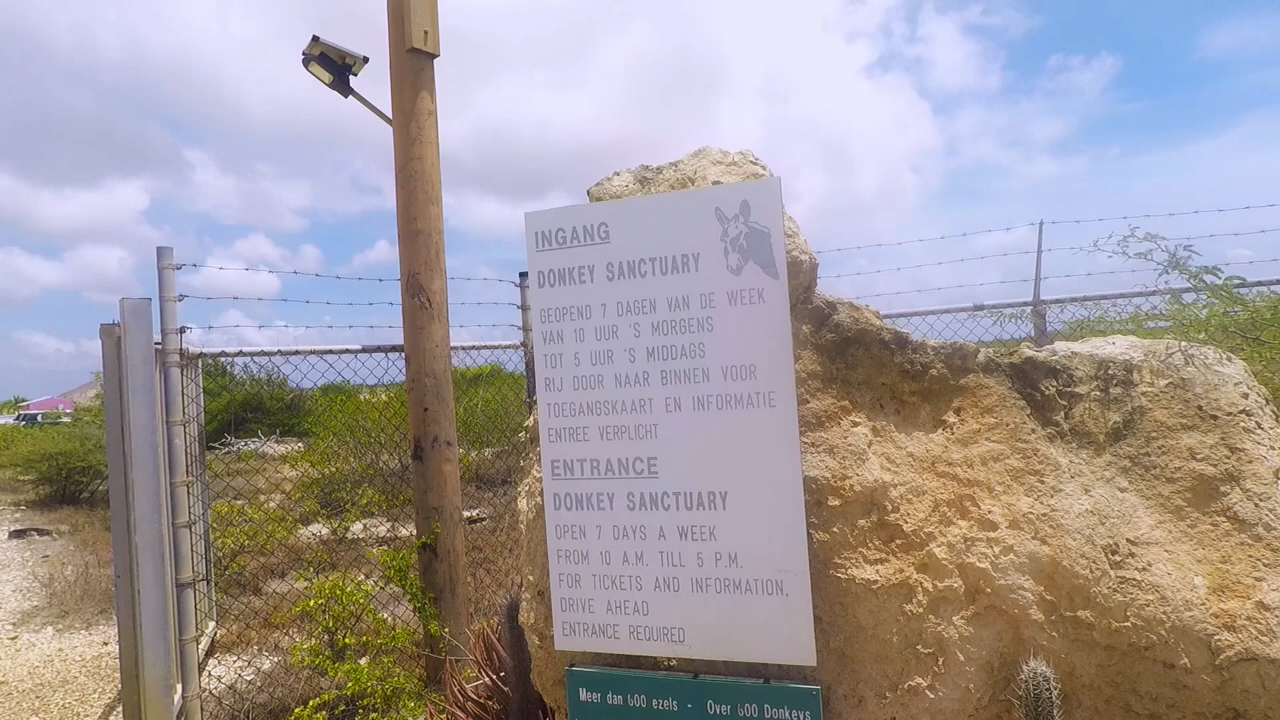 INGANG
DONKEY SANCTUARY
GEOPEND 7 DAGEN VAN DE WEEK
VAN 10 UUR 'S MORGENS
TOT 5 UUR 'S MIDDAGS
RIJ DOOR NAAR BINNEN VOOR
TOEGANGSKAART EN INFORMATIE
ENTREE VERPLICHT
ENTRANCE
DONKEY SANCTUARY
OPEN 7 DAYS A WEEK
FROM 10 A.M. TILL 5 P.M.
FOR TICKETS AND INFORMATION,
DRIVE AHEAD
ENTRANCE REQUIRED
Meer dan 600 ezels - Over 600 Donkeys